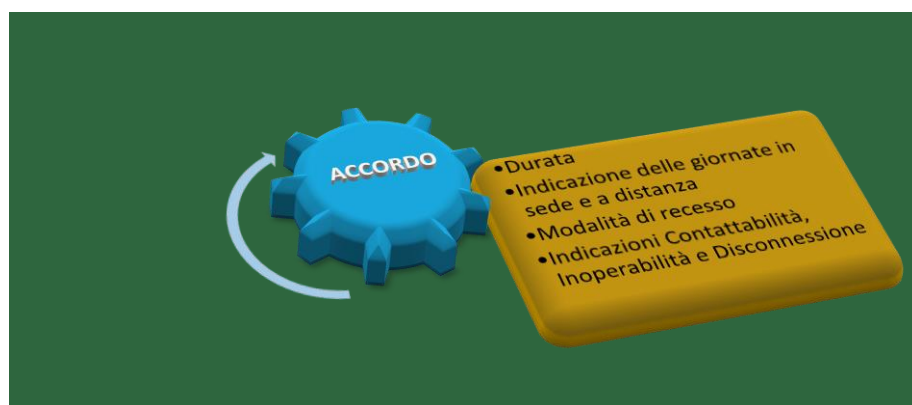 ACCORDO
•Durata
•Indicazione delle giornate in
sede e a distanza
•Modalità di recesso
•Indicazioni Contattabilità,
Inoperabilità e Disconnessione